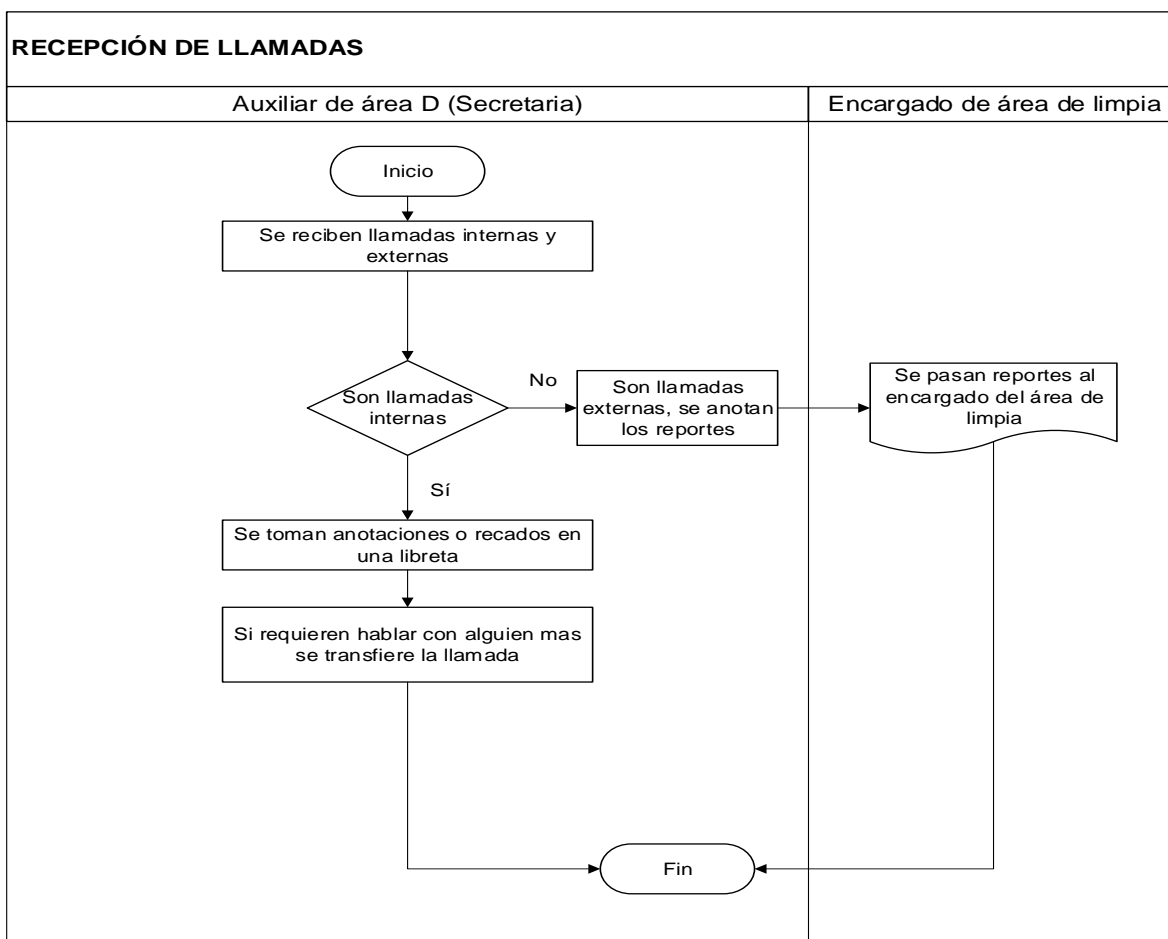 RECEPCIÓN DE LLAMADAS
Auxiliar de área D (Secretaria)
Encargado de área de limpia
Inicio
Se reciben llamadas internas y
externas
Son llamadas
internas
No
Son llamadas
externas, se anotan
los reportes
Se pasan reportes al
encargado del área de
limpia
Sí
Se toman anotaciones o recados en
una libreta
Si requieren hablar con alguien mas
se transfiere la llamada
Fin